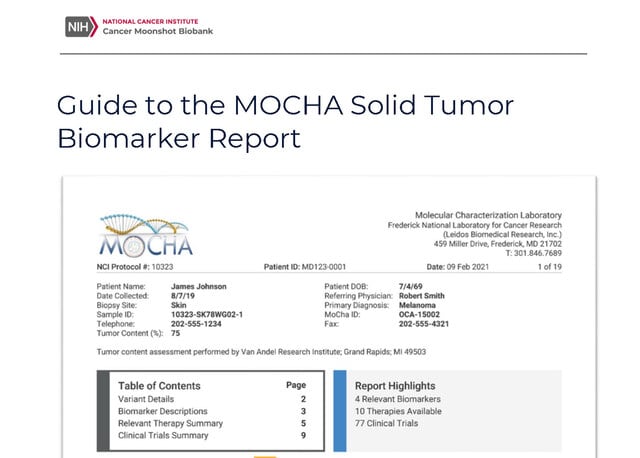 NIH NATIONAL CANCER INSTITUTE
Cancer Moonshot Biobank
Guide to the MOCHA Solid Tumor
Biomarker Report
MOCHA
Molecular Characterization Laboratory
Frederick National Laboratory for Cancer Research
(Leidos Biomedical Research, Inc.)
459 Miller Drive, Frederick, MD 21702
T: 301.846.7689
NCI Protocol #: 10323 Patient ID: MD123-0001 Date: 09 Feb 2021 1 of 19
Patient Name: James Johnson Patient DOB: 7/4/69
Date Collected: 8/7/19 Referring Physician: Robert Smith
Biopsy Site: Skin Primary Diagnosis: Melanoma
Sample ID: 10323-SK78WG02-1 MoCha ID: OCA-15002
Telephone: 202-555-1234 Fax: 202-555-4321
Tumor Content (%): 75
Tumor content assessment performed by Van Andel Research Institute; Grand Rapids; MI 49503
Table of Contents Page
Variant Details 2
Biomarker Descriptions 3
Relevant Therapy Summary 5
Clinical Trials Summary 9
Report Highlights
4 Relevant Biomarkers
10 Therapies Available
77 Clinical Trials